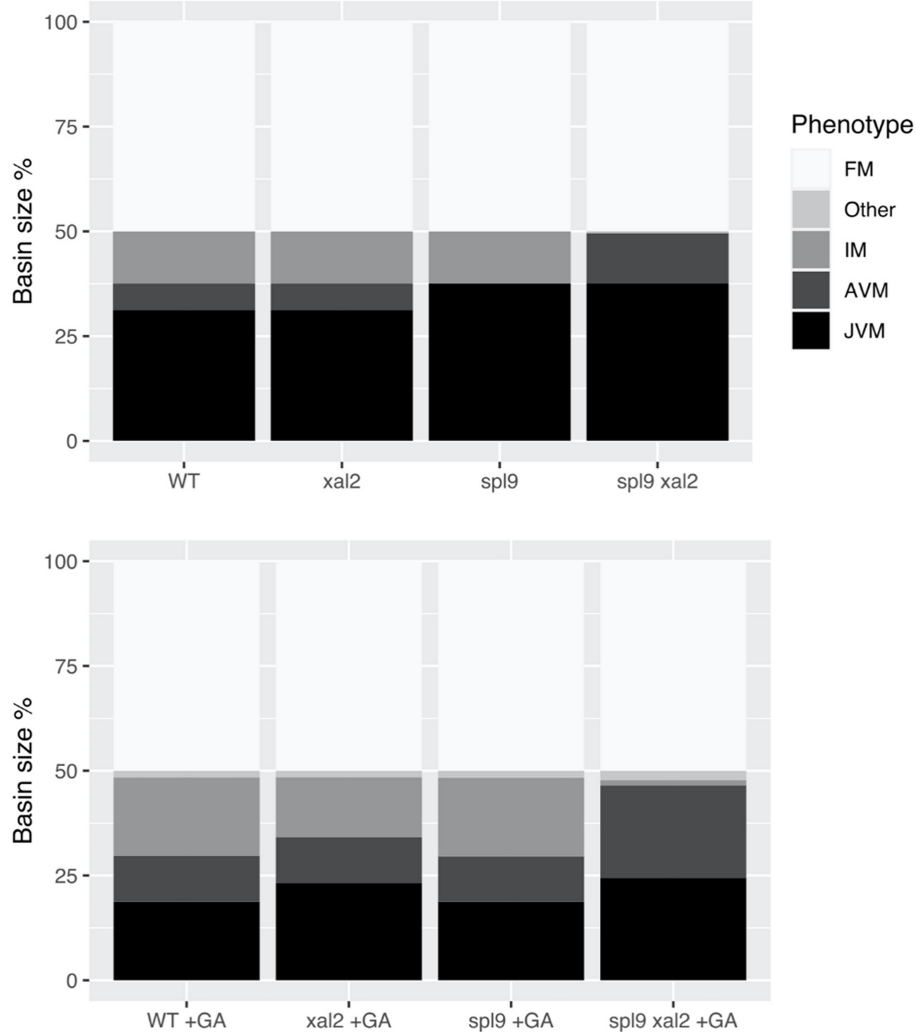 Basin size %
100
75
50
25
0
WT xal2 spl9 spl9 xal2
Phenotype
FM
Other
IM
AVM
JVM
Basin size %
100
75
50
25
0
WT +GA xal2 +GA spl9 +GA spl9 xal2 +GA